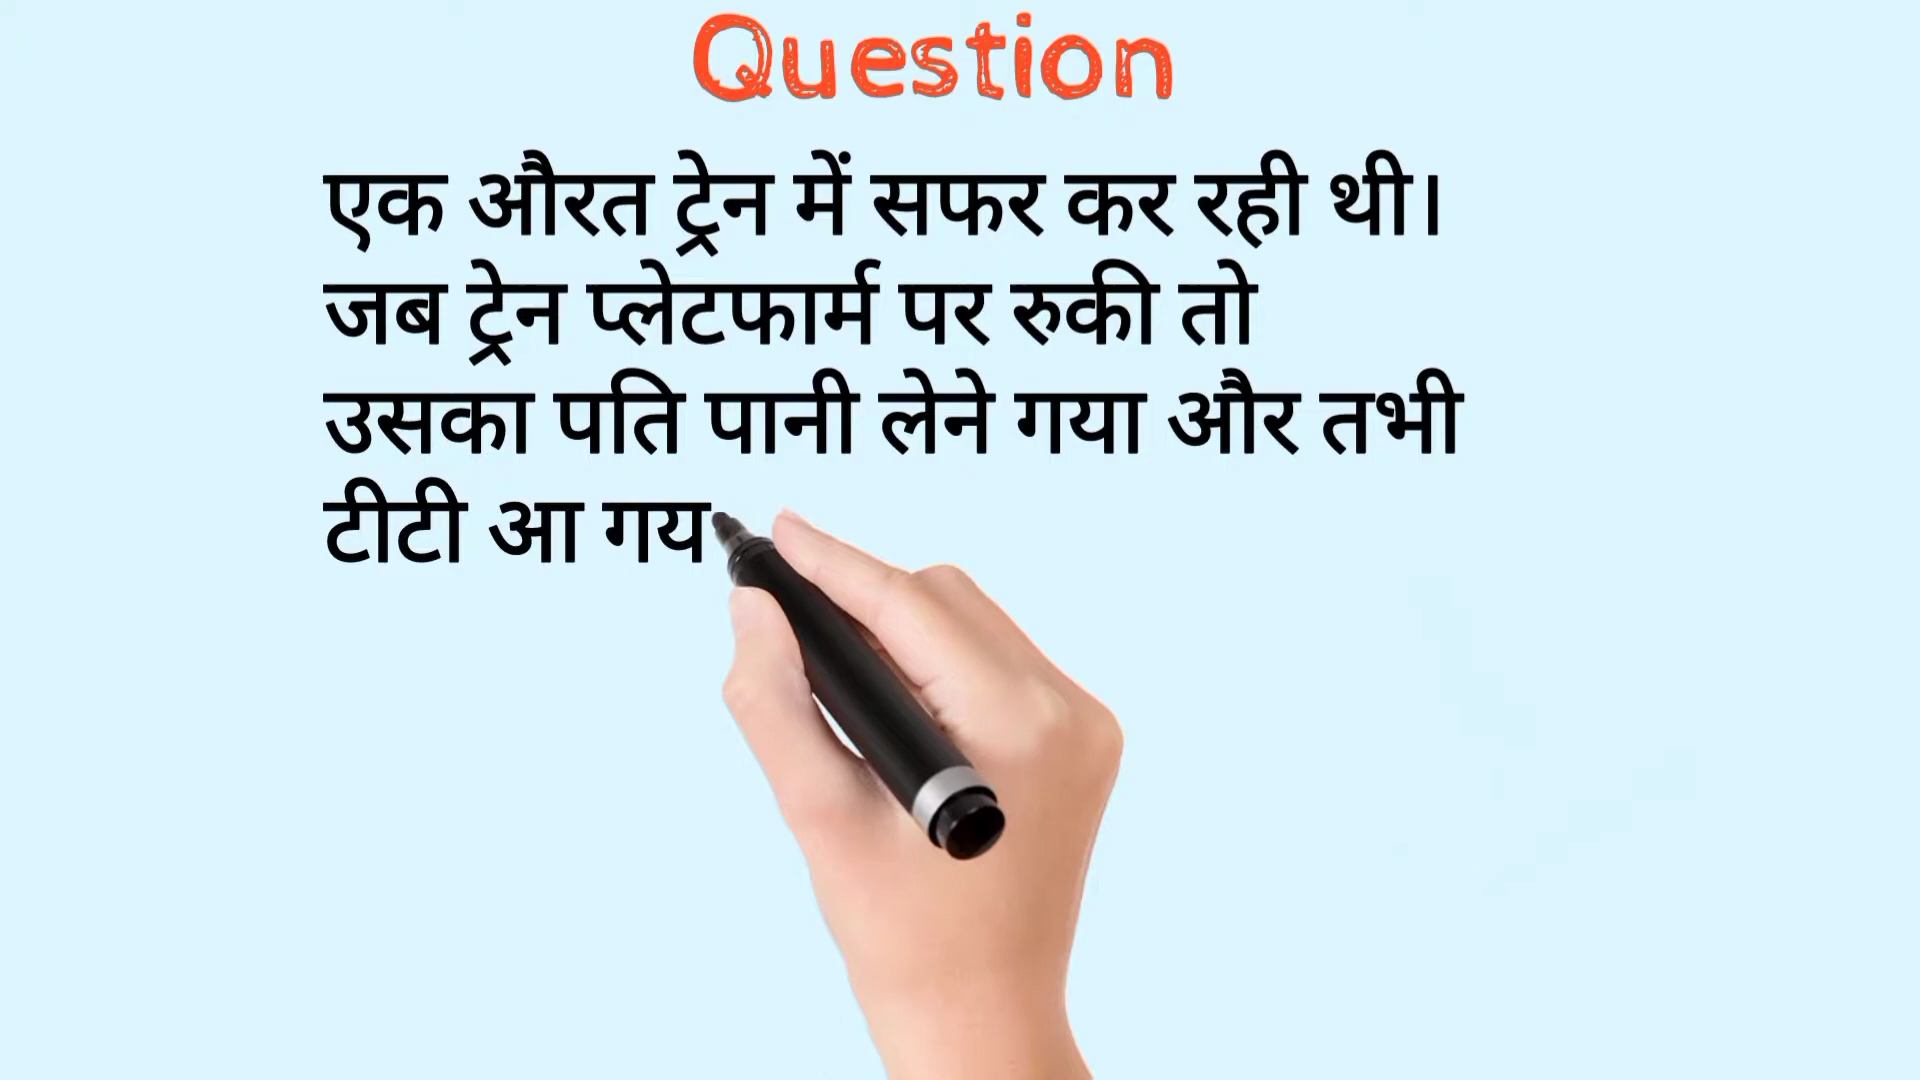 Question
एक औरत ट्रेन में सफर कर रही थी।
जब ट्रेन प्लेटफार्म पर रुकी तो
उसका पति पानी लेने गया और तभी
टीटी आ गय